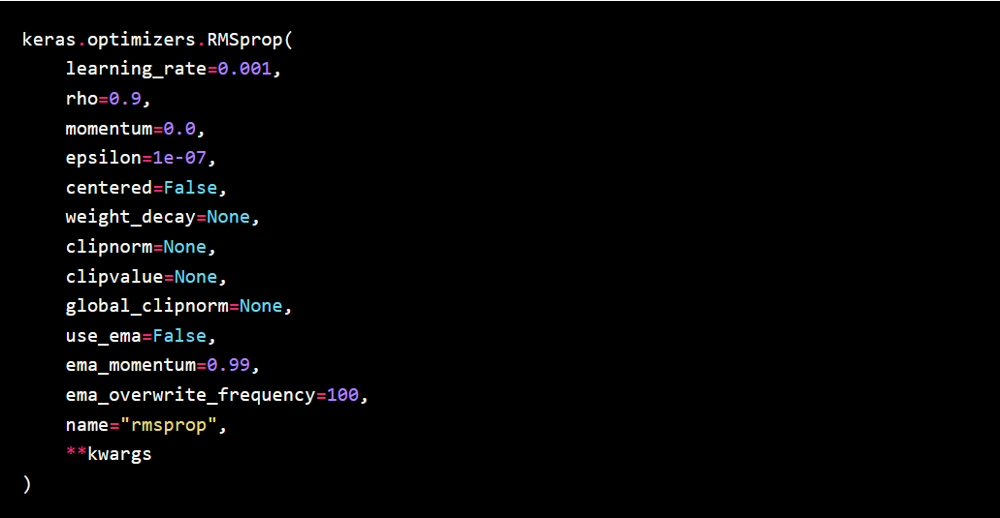 keras.optimizers.RMSprop(
    learning_rate=0.001,
    rho=0.9,
    momentum=0.0,
    epsilon=1e-07,
    centered=False,
    weight_decay=None,
    clipnorm=None,
    clipvalue=None,
    global_clipnorm=None,
    use_ema=False,
    ema_momentum=0.99,
    ema_overwrite_frequency=100,
    name="rmsprop",
    **kwargs
)